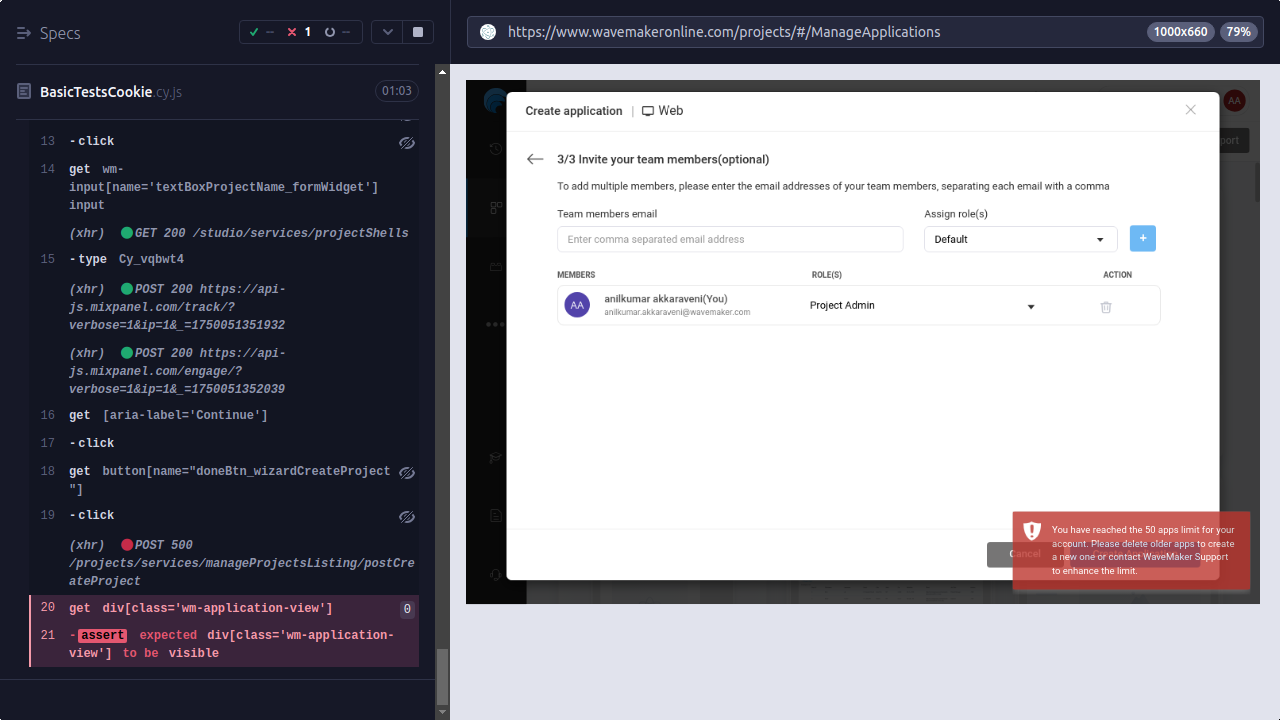 Specs
--
1
--
BasicTestsCookie.cy.js
01:03
13 -click
14 get wm-
input[name='textBoxProjectName_formWidget']
input
(xhr) GET 200 /studio/services/projectShells
15 -type Cy_vqbwt4
(xhr) POST 200 https://api-
js.mixpanel.com/track/?
verbose=1&ip=1&_=1750051351932
(xhr) POST 200 https://api-
js.mixpanel.com/engage/?
verbose=1&ip=1&_=1750051352039
16 get [aria-label='Continue']
17 -click
18 get button[name="doneBtn_wizardCreateProject
"]
19 -click
(xhr) POST 500
/projects/services/manageProjectsListing/postCre
ateProject
20 get div[class='wm-application-view'] 0
21 -assert expected div[class='wm-application-
view'] to be visible
https://www.wavemakeronline.com/projects/#/ManageApplications
1000x660
79%
AA
port
Create application | Web
3/3 Invite your team members(optional)
To add multiple members, please enter the email addresses of your team members, separating each email with a comma
Team members email
Assign role(s)
Enter comma separated email address
Default
+
MEMBERS ROLE(S) ACTION
AA
anilkumar akkaraveni(You)
anilkumar.akkaraveni@wavemaker.com
Project Admin
Cancel
You have reached the 50 apps limit for your
account. Please delete older apps to create
a new one or contact WaveMaker Support
to enhance the limit.